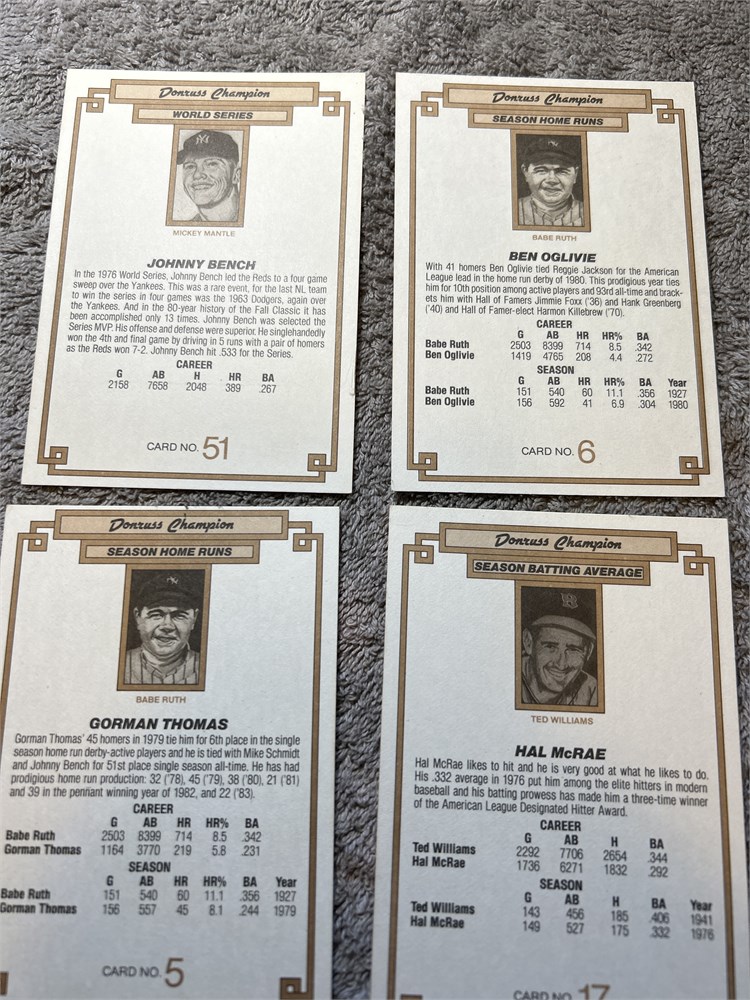 Donruss Champion
WORLD SERIES
MICKEY MANTLE
JOHNNY BENCH
In the 1976 World Series, Johnny Bench led the Reds to a four game
sweep over the Yankees. This was a rare event, for the last NL team
to win the series in four games was the 1963 Dodgers, again over
the Yankees. And in the 80-year history of the Fall Classic it has
been accomplished only 13 times. Johnny Bench was selected the
Series MVP. His offense and defense were superior. He singlehandedly
won the 4th and final game by driving in 5 runs with a pair of homers
as the Reds won 7-2. Johnny Bench hit .533 for the Series.
CAREER
G AB H HR BA
2158 7658 2048 389 .267
CARD NO. 51
Donruss Champion
SEASON HOME RUNS
BABE RUTH
BEN OGLIVIE
With 41 homers Ben Oglivie tied Reggie Jackson for the American
League lead in the home run derby of 1980. This prodigious year ties
him for 10th position among active players and 93rd all-time and brack-
ets him with Hall of Famers Jimmie Foxx ('36) and Hank Greenberg
('40) and Hall of Famer-elect Harmon Killebrew ('70).
CAREER
G AB HR HR% BA
Babe Ruth 2503 8399 714 8.5 .342
Ben Oglivie 1419 4765 208 4.4 .272
SEASON
G AB HR HR% BA Year
Babe Ruth 151 540 60 11.1 .356 1927
Ben Oglivie 156 592 41 6.9 .304 1980
CARD NO. 6
Donruss Champion
SEASON HOME RUNS
BABE RUTH
GORMAN THOMAS
Gorman Thomas' 45 homers in 1979 tie him for 6th place in the single
season home run derby-active players and he is tied with Mike Schmidt
and Johnny Bench for 51st place single season all-time. He has had
prodigious home run production: 32 ('78), 45 ('79), 38 ('80), 21 ('81)
and 39 in the pennant winning year of 1982, and 22 ('83).
CAREER
G AB HR HR% BA
Babe Ruth 2503 8399 714 8.5 .342
Gorman Thomas 1164 3770 219 5.8 .231
SEASON
G AB HR HR% BA Year
Babe Ruth 151 540 60 11.1 .356 1927
Gorman Thomas 156 557 45 8.1 .244 1979
CARD NO. 5
Donruss Champion
SEASON BATTING AVERAGE
TED WILLIAMS
HAL McRAE
Hal McRae likes to hit and he is very good at what he likes to do.
His .332 average in 1976 put him among the elite hitters in modern
baseball and his batting prowess has made him a three-time winner
of the American League Designated Hitter Award.
CAREER
G AB H BA
Ted Williams 2292 7706 2654 .344
Hal McRae 1736 6271 1832 .292
SEASON
G AB H BA Year
Ted Williams 143 456 185 .406 1941
Hal McRae 149 527 175 .332 1976
CARD NO. 17